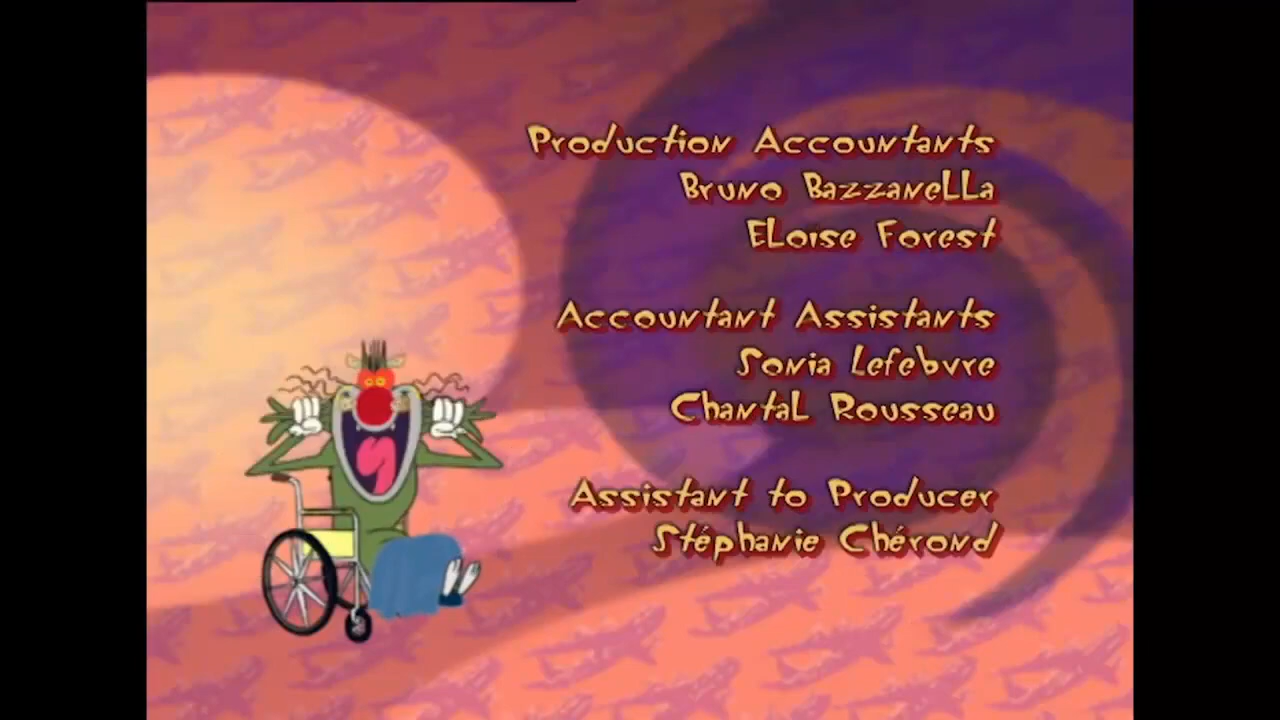 Production Accountants
Bruno Bazzanella
Eloise Forest
Accountant Assistants
Sonia Lefebvre
Chantal Rousseau
Assistant to Producer
Stéphanie Chérond